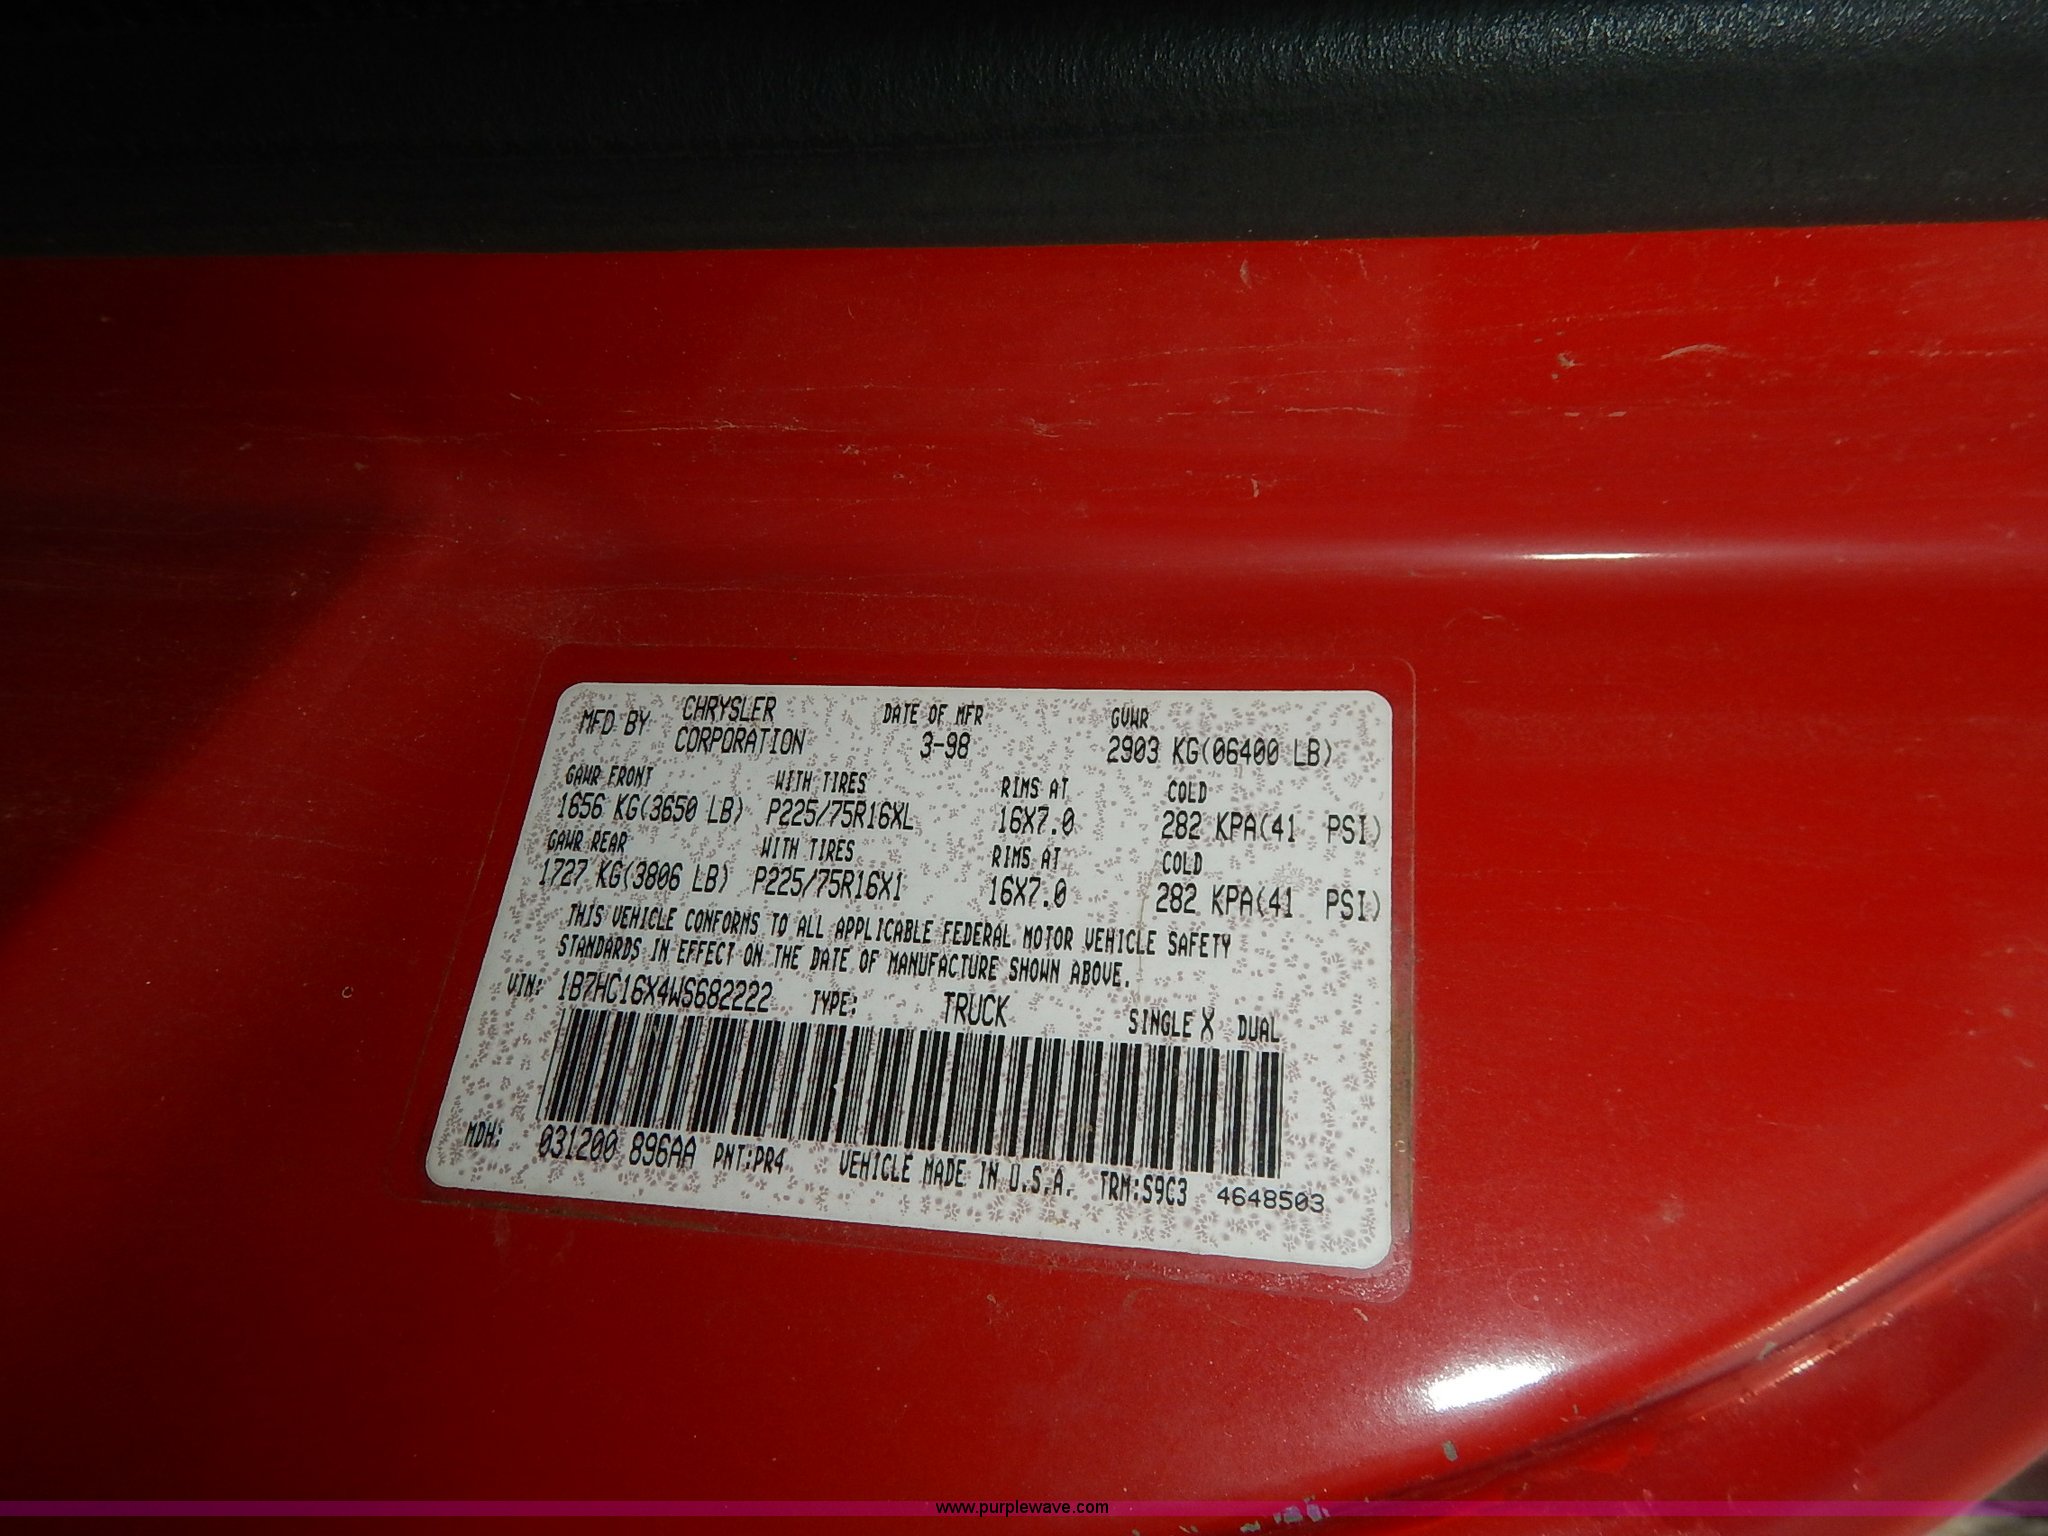 MFD BY CHRYSLER CORPORATION DATE OF MFR 3-98 GVWR 2903 KG(06400 LB)
GAWR FRONT WITH TIRES RIMS AT COLD
1656 KG(3650 LB) P225/75R16XL 16X7.0 282 KPA(41 PSI)
GAWR REAR WITH TIRES RIMS AT COLD
1727 KG(3806 LB) P225/75R16X1 16X7.0 282 KPA(41 PSI)
THIS VEHICLE CONFORMS TO ALL APPLICABLE FEDERAL MOTOR VEHICLE SAFETY
STANDARDS IN EFFECT ON THE DATE OF MANUFACTURE SHOWN ABOVE.
VIN: 1B7HC16X4WS682222 TYPE: TRUCK SINGLE X DUAL
MDH: 031200 896AA PNT:PR4 VEHICLE MADE IN U.S.A. TRM:S9C3 4648503
www.purplewave.com